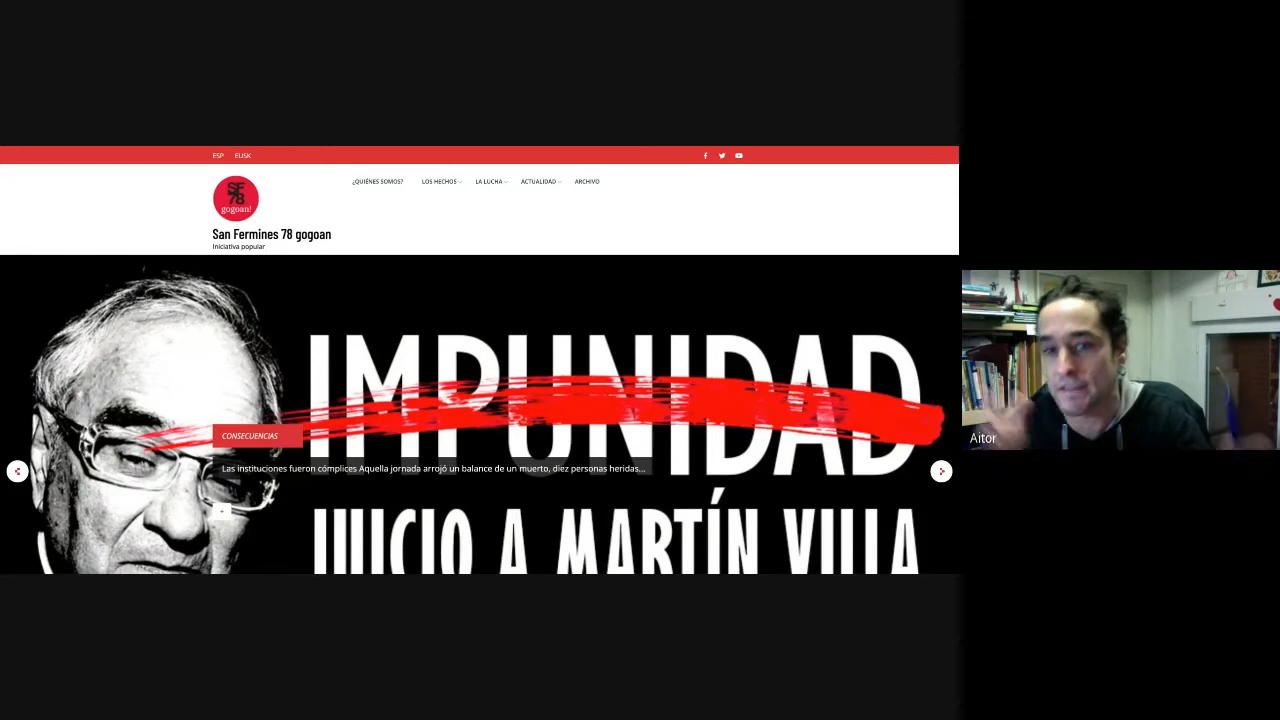 ESP EUSK
SF
78
gogoan!
¿QUIÉNES SOMOS? LOS HECHOS LA LUCHA ACTUALIDAD ARCHIVO
San Fermines 78 gogoan
Iniciativa popular
IMPUNIDAD
CONSECUENCIAS
Las instituciones fueron cómplices Aquella jornada arrojó un balance de un muerto, diez personas heridas...
JUICIO A MARTÍN VILLA
Aitor